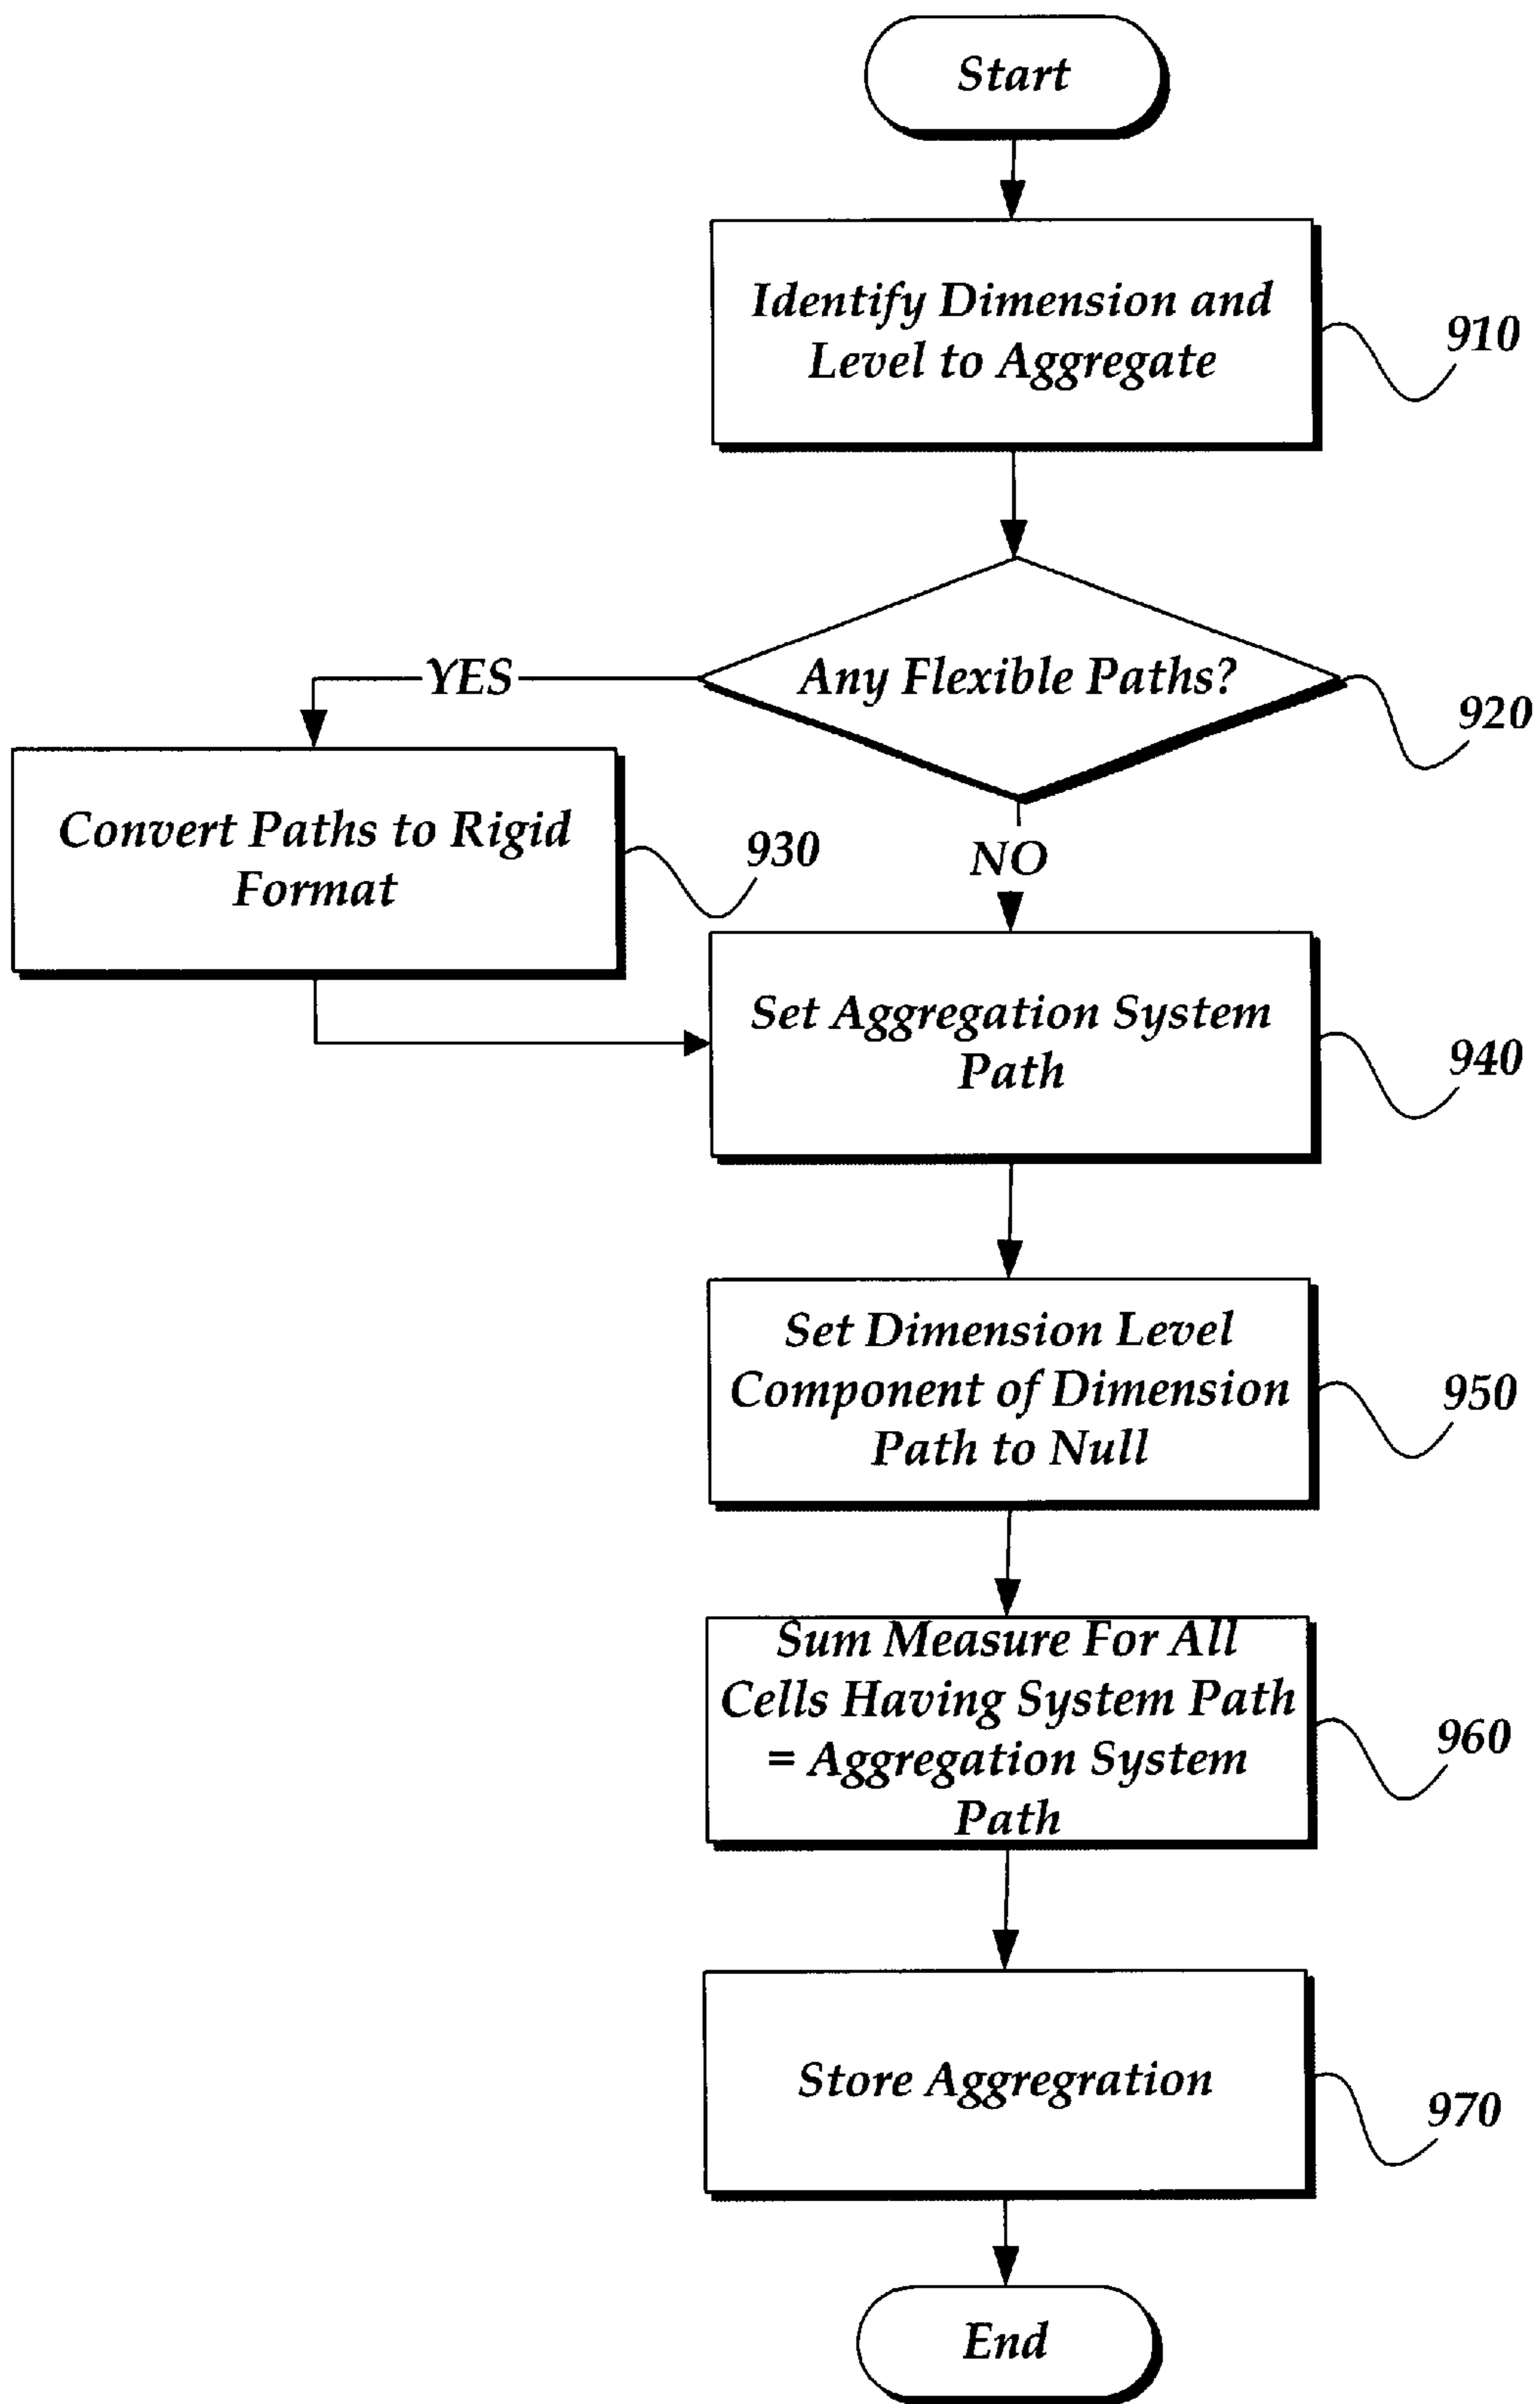 Start
Identify Dimension and
Level to Aggregate
910
Any Flexible Paths?
920
YES
Convert Paths to Rigid
Format
930
NO
Set Aggregation System
Path
940
Set Dimension Level
Component of Dimension
Path to Null
950
Sum Measure For All
Cells Having System Path
= Aggregation System
Path
960
Store Aggregration
970
End